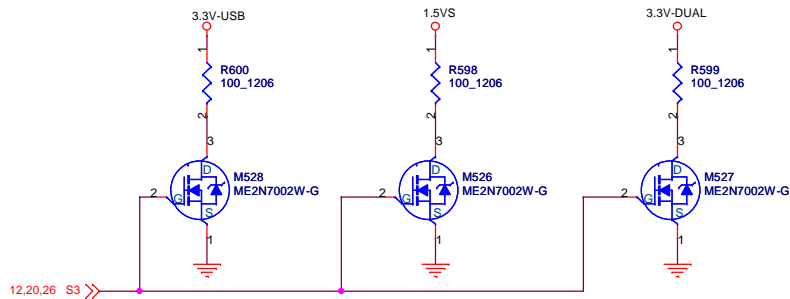 3.3V-USB 1.5VS 3.3V-DUAL
1 1 1
R600 R598 R599
100_1206 100_1206 100_1206
2 2 2
3 3 3
D D D
M528 M526 M527
2 G ME2N7002W-G 2 G ME2N7002W-G 2 G ME2N7002W-G
S S S
1 1 1
12,20,26 S3